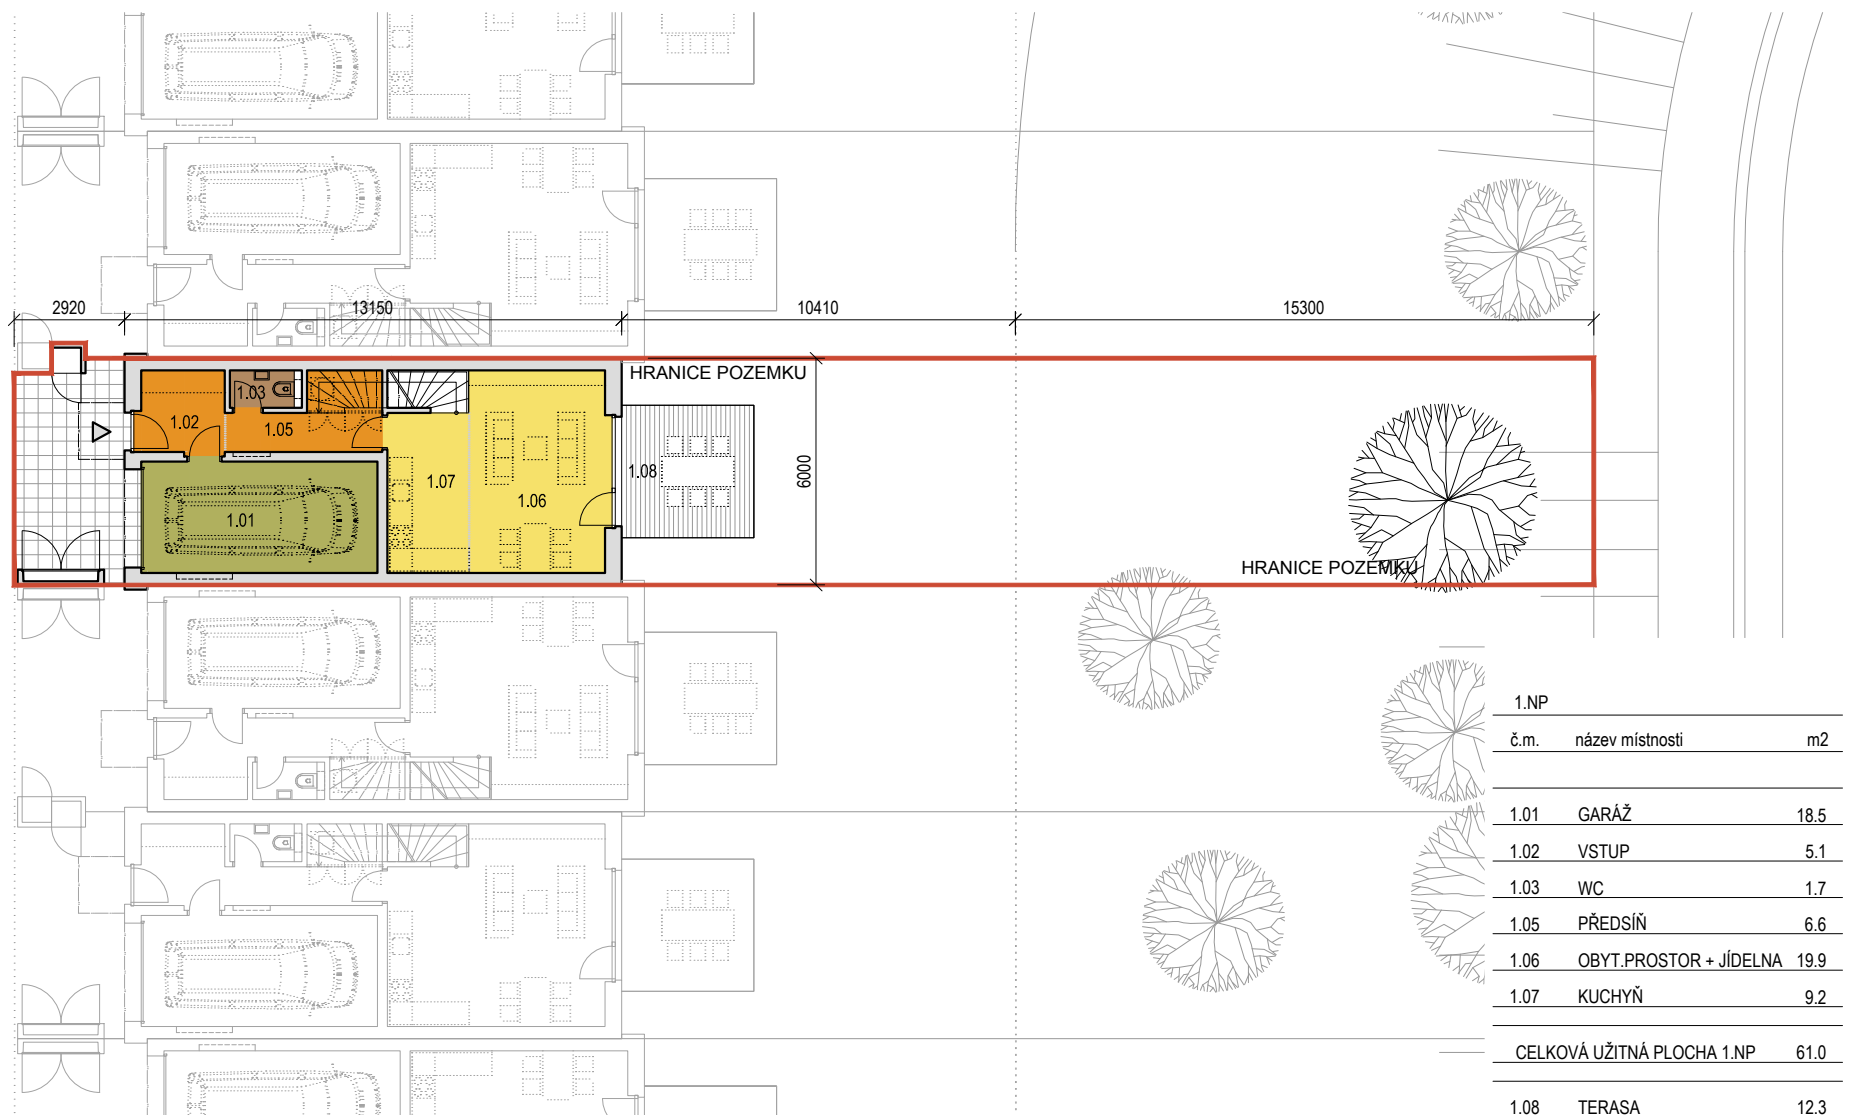 2920
13150
10410
15300
HRANICE POZEMKU
1.03
1.02
1.05
1.07
1.08
6000
1.06
1.01
HRANICE POZEMKU
1.NP
č.m. název místnosti m2
1.01 GARÁŽ 18.5
1.02 VSTUP 5.1
1.03 WC 1.7
1.05 PŘEDSÍŇ 6.6
1.06 OBYT.PROSTOR + JÍDELNA 19.9
1.07 KUCHYŇ 9.2
CELKOVÁ UŽITNÁ PLOCHA 1.NP 61.0
1.08 TERASA 12.3